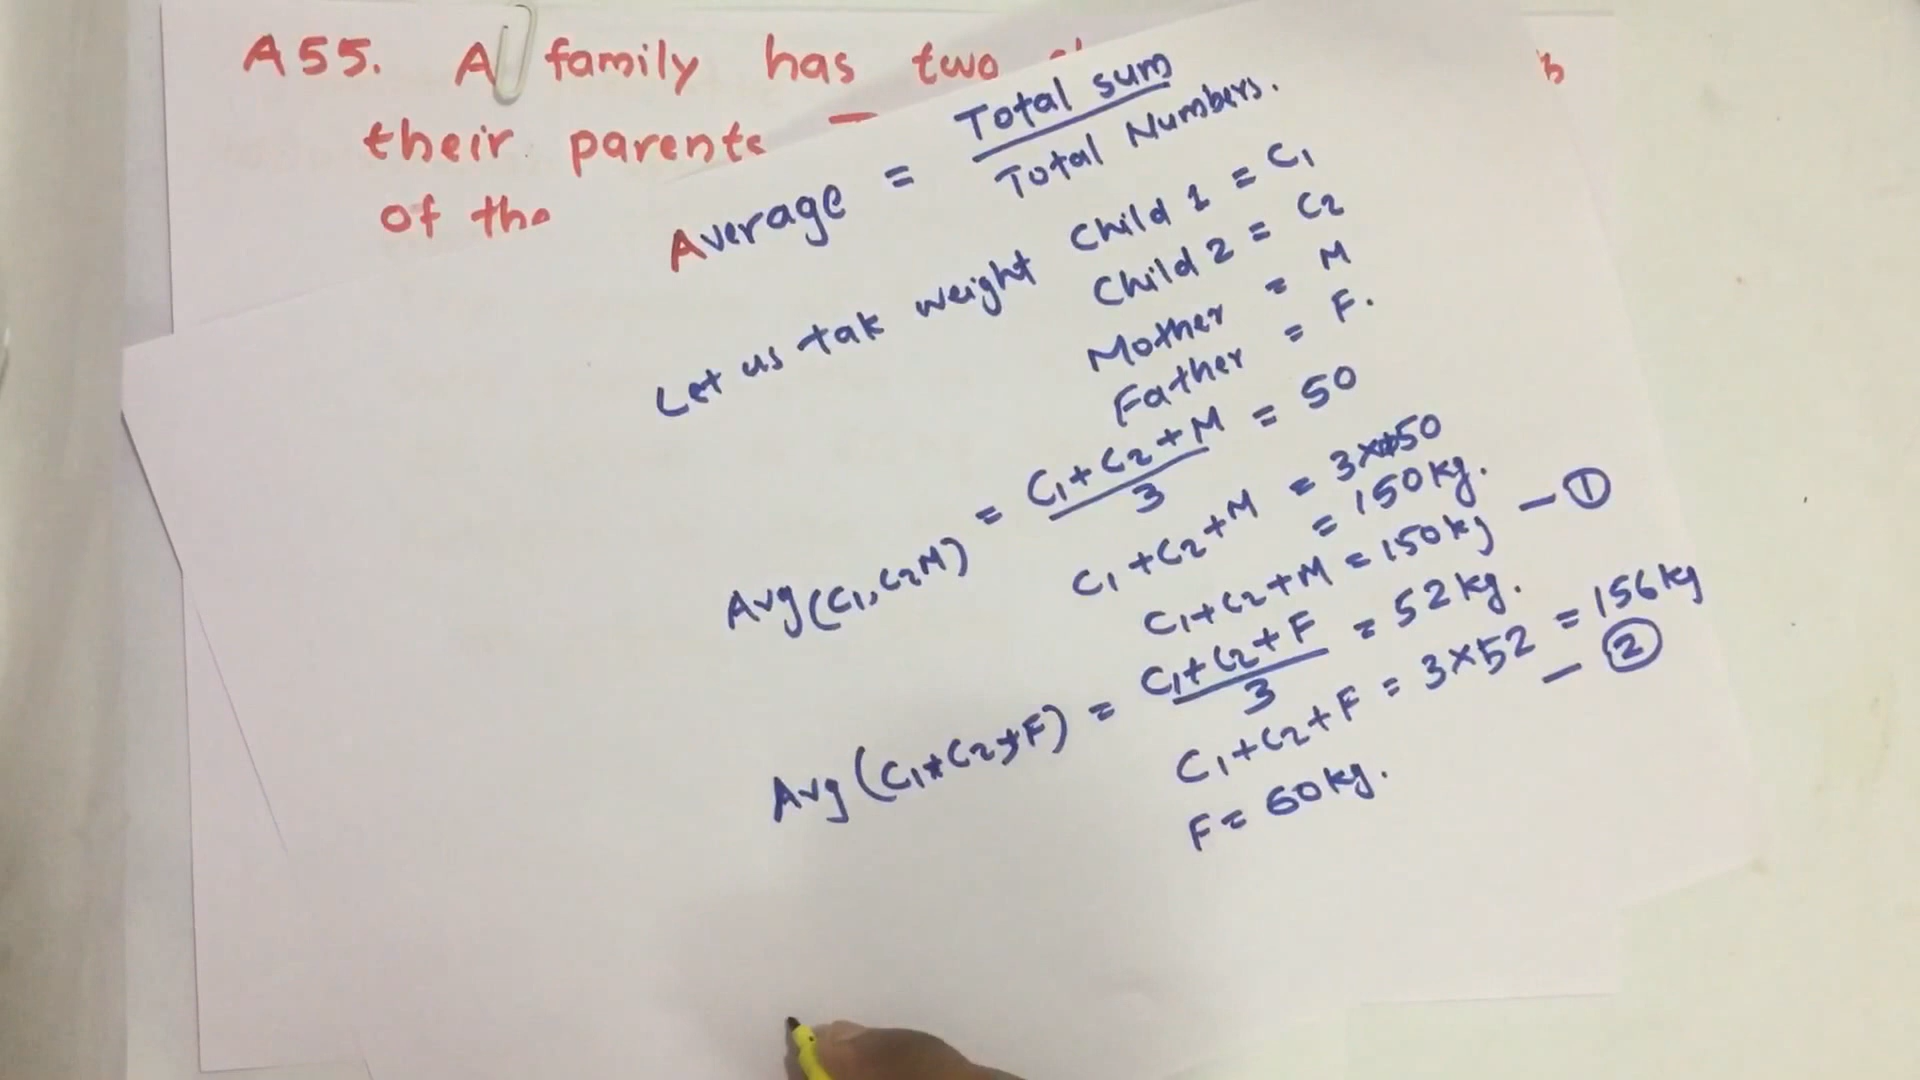 A55. A family has two
their parents
of the
Average = Total sum
Total Numbers.
Let us tak weight Child 1 = C1
Child 2 = C2
Mother = M
Father = F.
Avg(C1,C2M) = C1+C2+M = 50
3
C1+C2+M = 3×50
= 150kg.
C1+C2+M = 150kg — ①
Avg(C1+C2+F) = C1+C2+F = 52kg.
3
C1+C2+F = 3×52 = 156kg
— ②
F= 60kg.